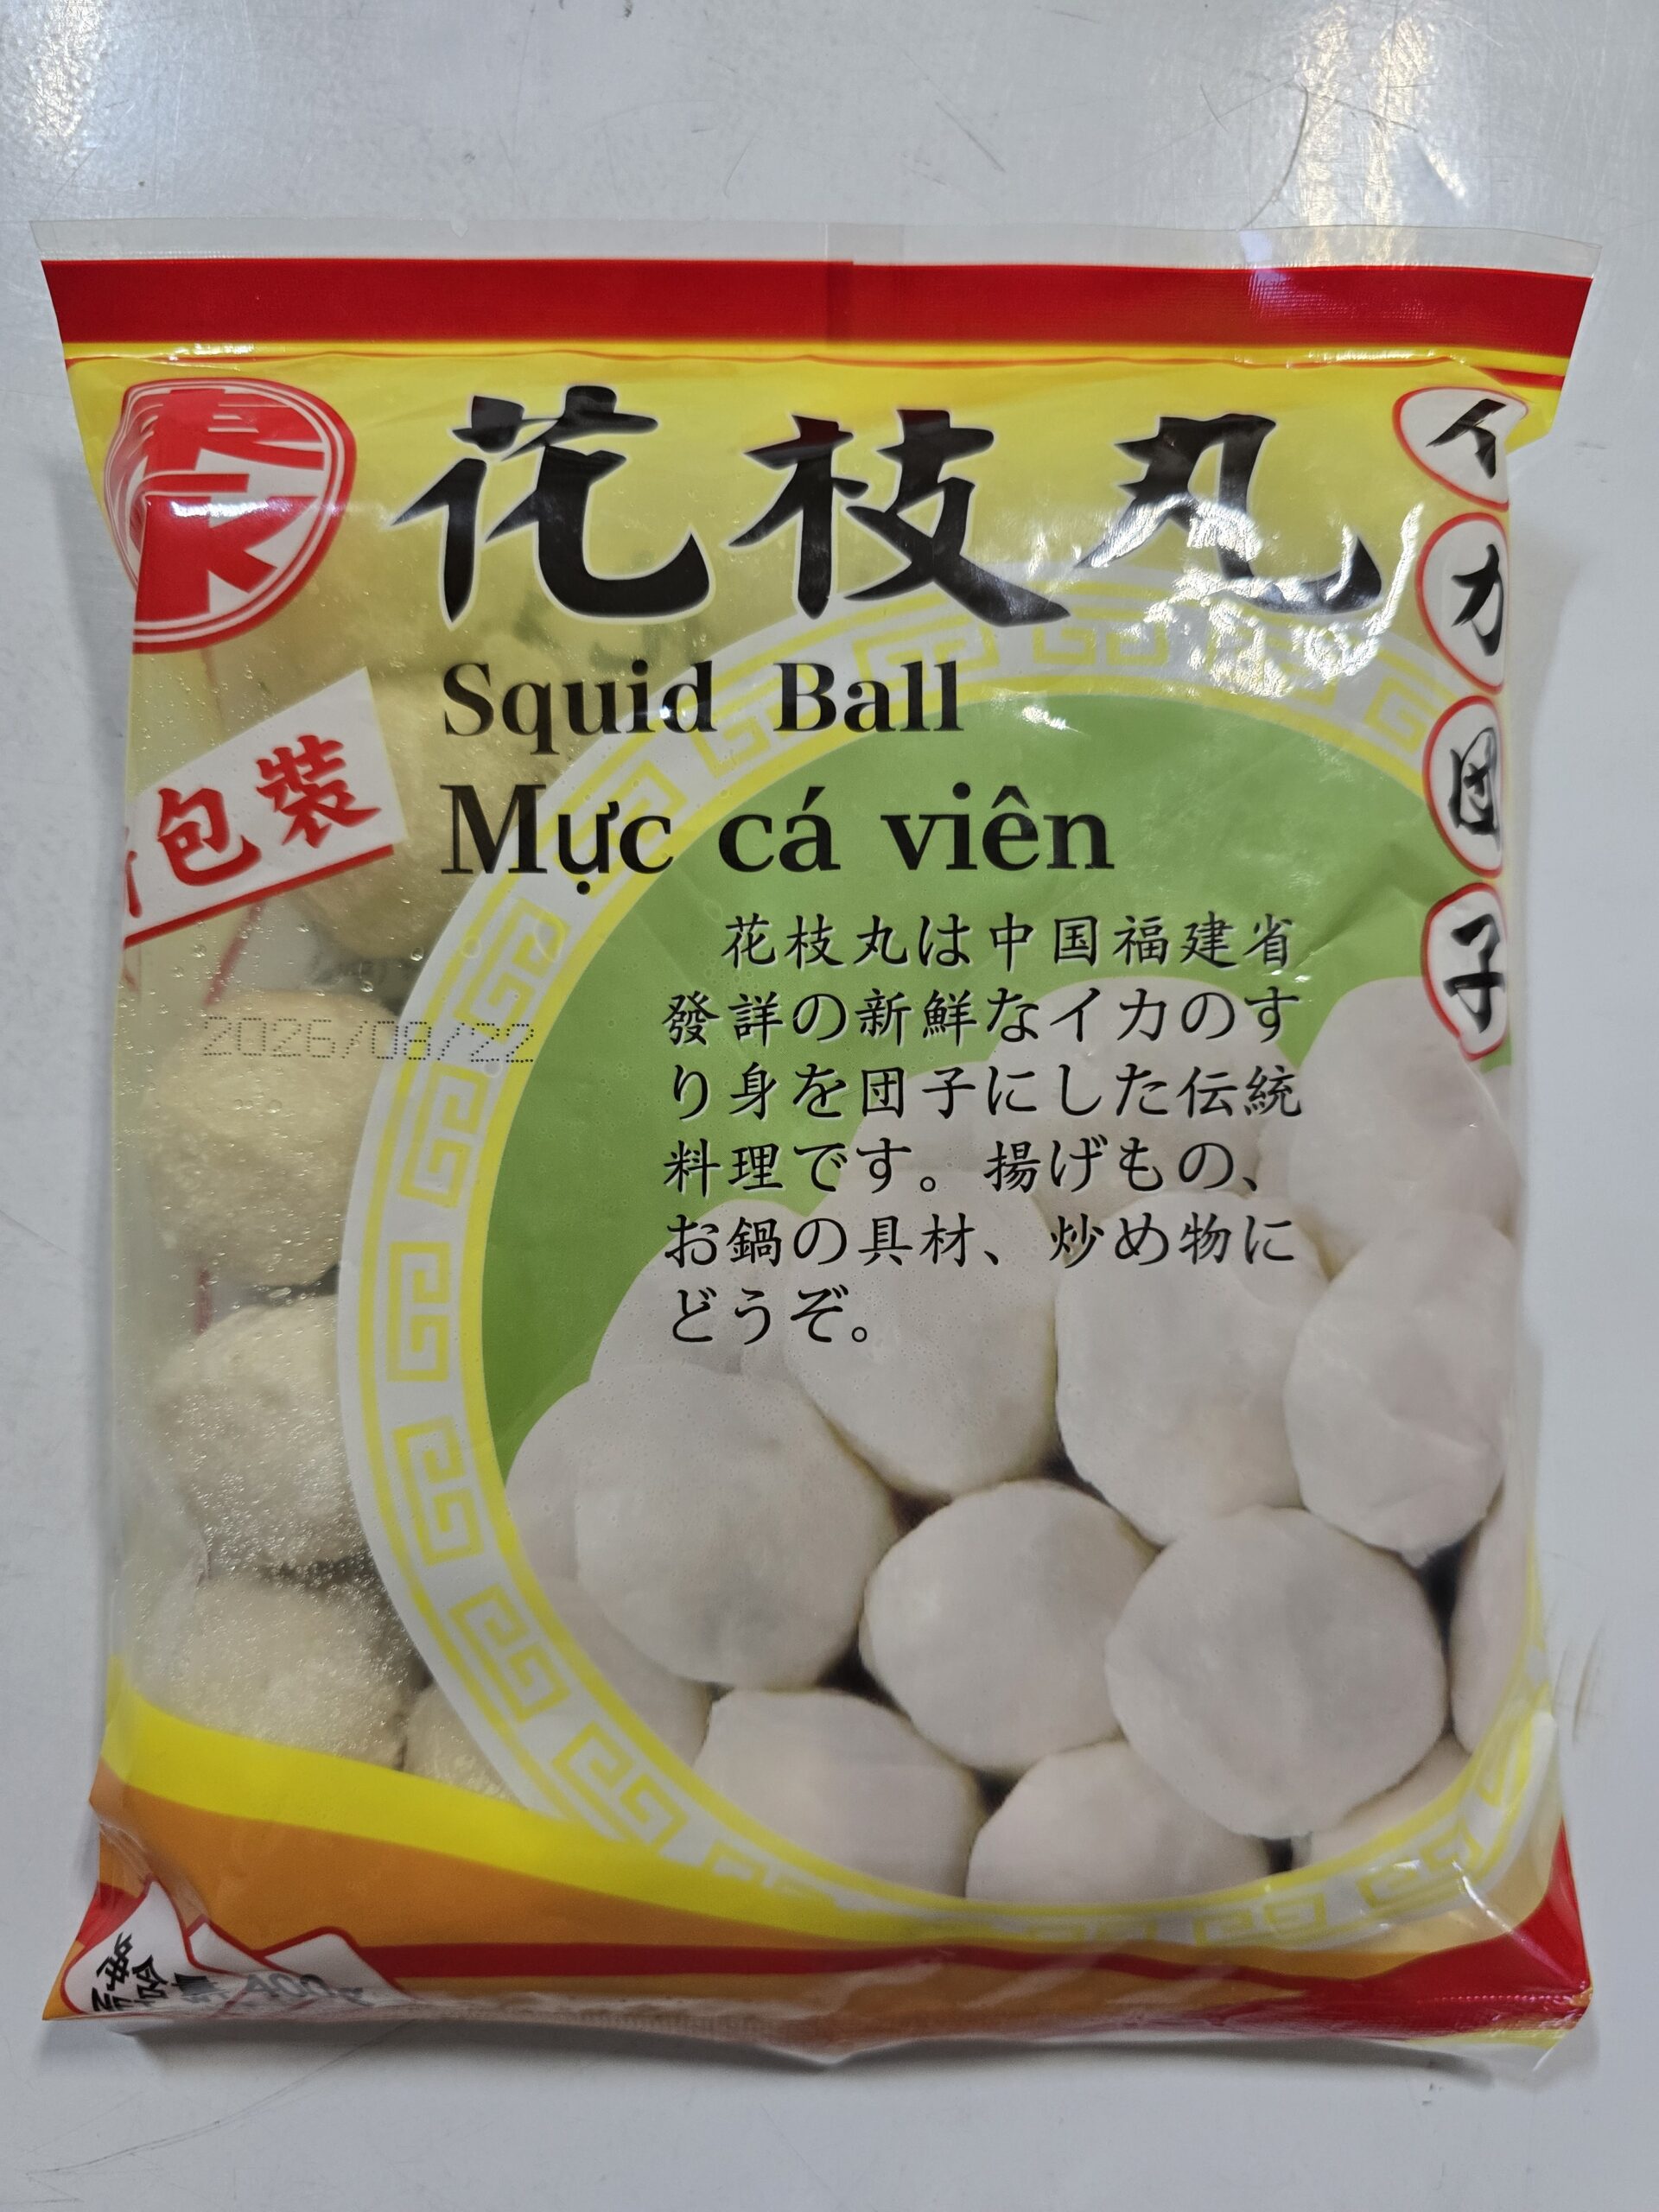 花枝丸
Squid Ball
Mực cá viên
イカ団子
包裝
花枝丸は中国福建省
發詳の新鮮なイカのす
り身を団子にした伝統
料理です。揚げもの、
お鍋の具材、炒め物に
どうぞ。
2026/08/22
400g